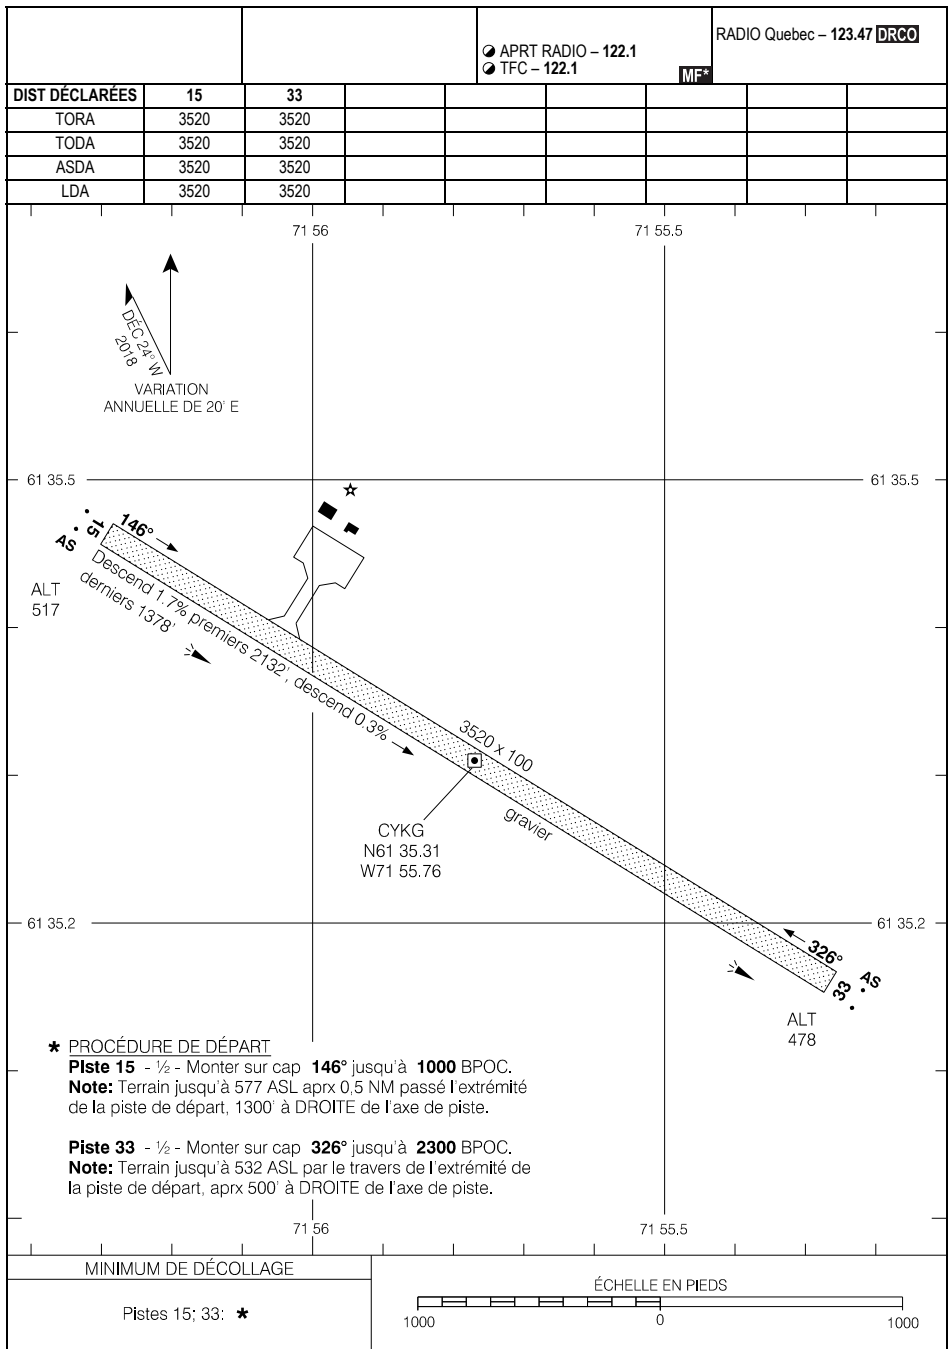 APRT RADIO – 122.1
TFC – 122.1
MF*
RADIO Quebec – 123.47 DRCO
DIST DÉCLARÉES 15 33
TORA 3520 3520
TODA 3520 3520
ASDA 3520 3520
LDA 3520 3520
71 56 71 55.5
DÉC 24° W
2018
VARIATION
ANNUELLE DE 20' E
61 35.5 61 35.5
15
146°
AS
ALT
517
Descend 1.7% premiers 2132', descend 0.3%
derniers 1378'
3520 x 100
gravier
CYKG
N61 35.31
W71 55.76
61 35.2 61 35.2
326°
33
AS
ALT
478
* PROCÉDURE DE DÉPART
PIste 15 - ½ - Monter sur cap 146° jusqu'à 1000 BPOC.
Note: Terrain jusqu'à 577 ASL aprx 0,5 NM passé l'extrémité
de la piste de départ, 1300' à DROITE de l'axe de piste.
Piste 33 - ½ - Monter sur cap 326° jusqu'à 2300 BPOC.
Note: Terrain jusqu'à 532 ASL par le travers de l'extrémité de
la piste de départ, aprx 500' à DROITE de l'axe de piste.
71 56 71 55.5
MINIMUM DE DÉCOLLAGE
Pistes 15; 33: *
ÉCHELLE EN PIEDS
1000 0 1000